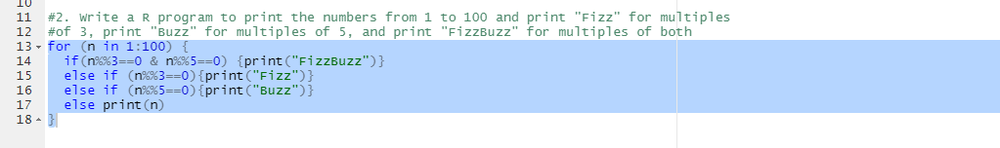 10
11 #2. Write a R program to print the numbers from 1 to 100 and print "Fizz" for multiples
12 #of 3, print "Buzz" for multiples of 5, and print "FizzBuzz" for multiples of both
13 for (n in 1:100) {
14 if(n%%3==0 & n%%5==0) {print("FizzBuzz")}
15 else if (n%%3==0){print("Fizz")}
16 else if (n%%5==0){print("Buzz")}
17 else print(n)
18 }